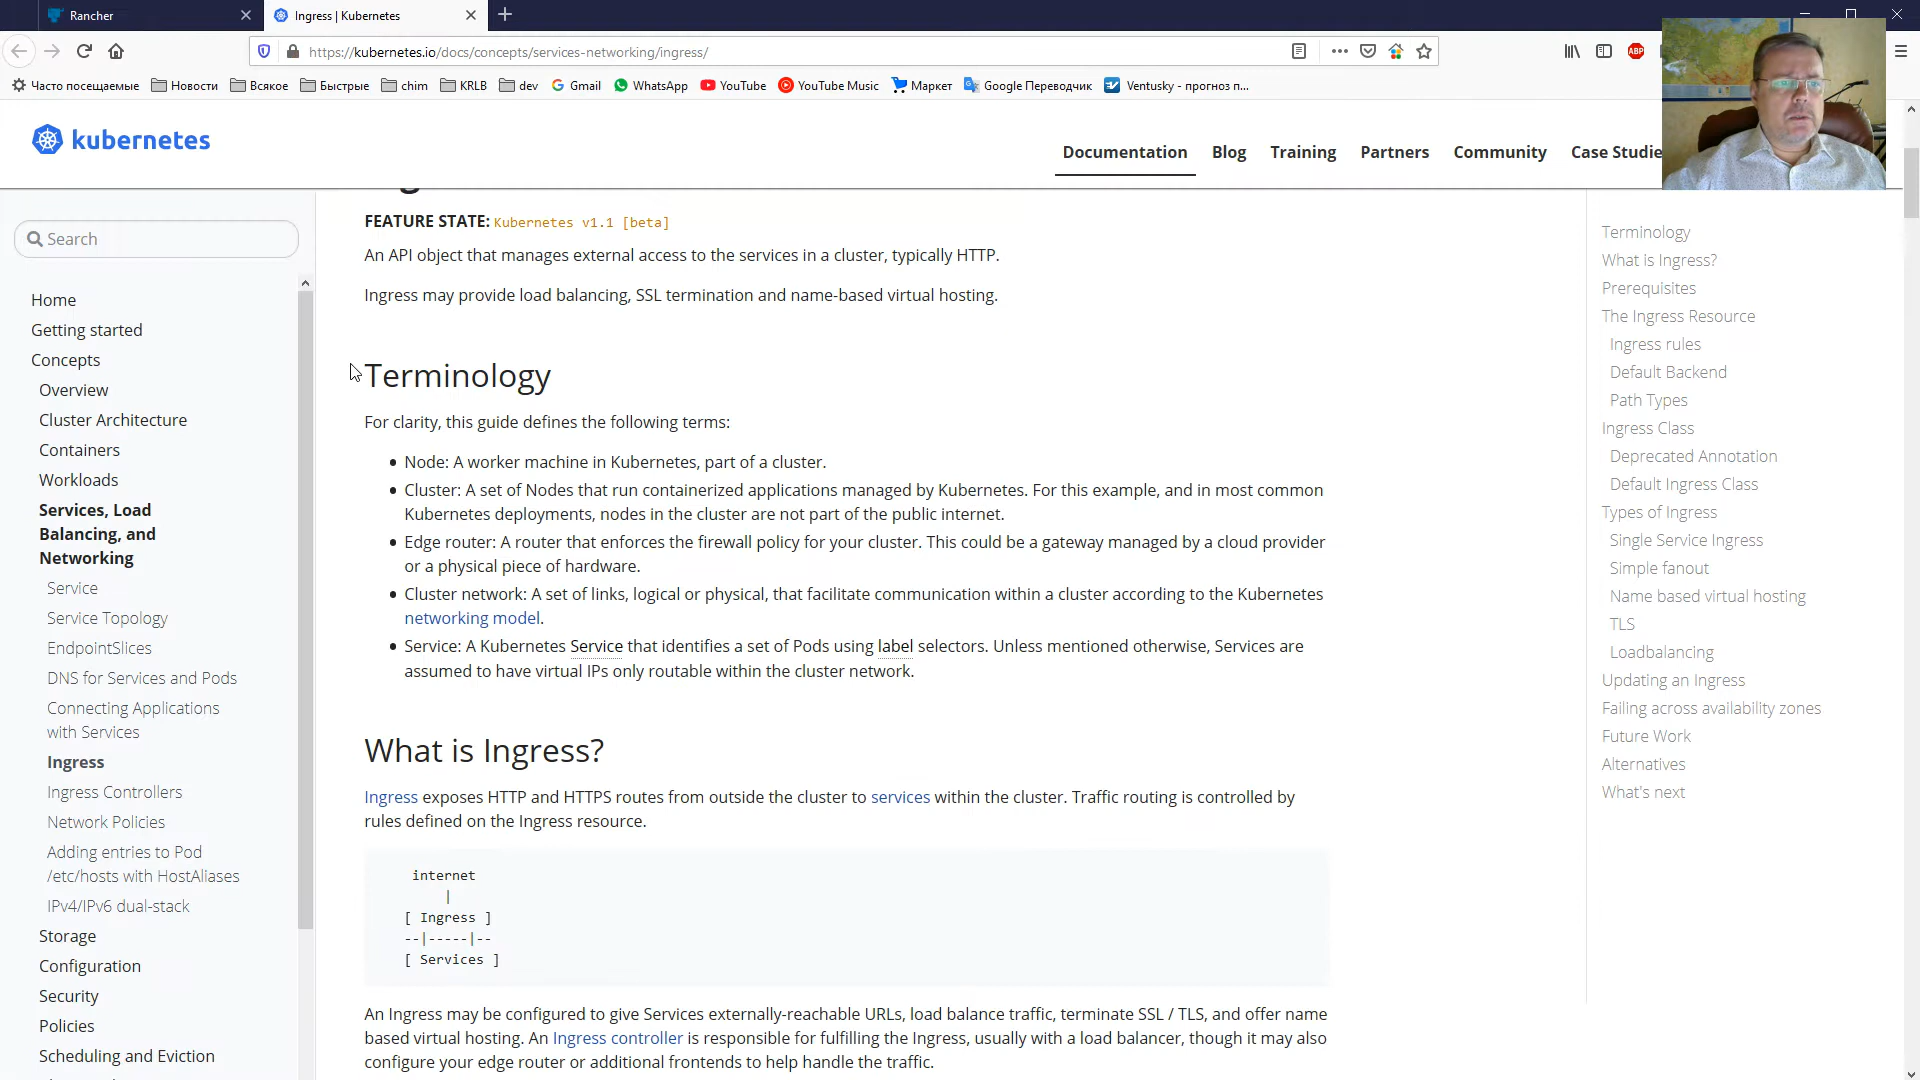 Rancher
Ingress | Kubernetes
https://kubernetes.io/docs/concepts/services-networking/ingress/
ABP
Часто посещаемые Новости Всякое Быстрые chim KRLB dev Gmail WhatsApp YouTube YouTube Music Маркет Google Переводчик Ventusky - прогноз п...
kubernetes
Documentation Blog Training Partners Community Case Studie
Search
Home
Getting started
Concepts
Overview
Cluster Architecture
Containers
Workloads
Services, Load
Balancing, and
Networking
Service
Service Topology
EndpointSlices
DNS for Services and Pods
Connecting Applications
with Services
Ingress
Ingress Controllers
Network Policies
Adding entries to Pod
/etc/hosts with HostAliases
IPv4/IPv6 dual-stack
Storage
Configuration
Security
Policies
Scheduling and Eviction
FEATURE STATE: Kubernetes v1.1 [beta]
An API object that manages external access to the services in a cluster, typically HTTP.
Ingress may provide load balancing, SSL termination and name-based virtual hosting.
Terminology
For clarity, this guide defines the following terms:
• Node: A worker machine in Kubernetes, part of a cluster.
• Cluster: A set of Nodes that run containerized applications managed by Kubernetes. For this example, and in most common
Kubernetes deployments, nodes in the cluster are not part of the public internet.
• Edge router: A router that enforces the firewall policy for your cluster. This could be a gateway managed by a cloud provider
or a physical piece of hardware.
• Cluster network: A set of links, logical or physical, that facilitate communication within a cluster according to the Kubernetes
networking model.
• Service: A Kubernetes Service that identifies a set of Pods using label selectors. Unless mentioned otherwise, Services are
assumed to have virtual IPs only routable within the cluster network.
What is Ingress?
Ingress exposes HTTP and HTTPS routes from outside the cluster to services within the cluster. Traffic routing is controlled by
rules defined on the Ingress resource.
internet
|
[ Ingress ]
--|-----|--
[ Services ]
An Ingress may be configured to give Services externally-reachable URLs, load balance traffic, terminate SSL / TLS, and offer name
based virtual hosting. An Ingress controller is responsible for fulfilling the Ingress, usually with a load balancer, though it may also
configure your edge router or additional frontends to help handle the traffic.
Terminology
What is Ingress?
Prerequisites
The Ingress Resource
Ingress rules
Default Backend
Path Types
Ingress Class
Deprecated Annotation
Default Ingress Class
Types of Ingress
Single Service Ingress
Simple fanout
Name based virtual hosting
TLS
Loadbalancing
Updating an Ingress
Failing across availability zones
Future Work
Alternatives
What's next